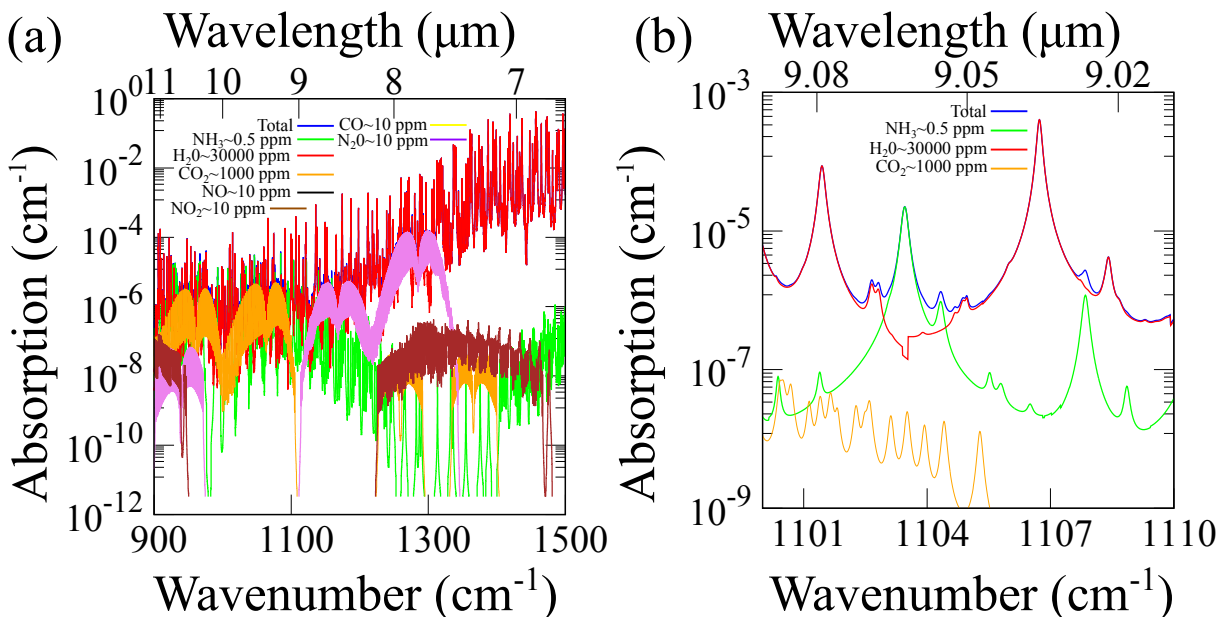 (a)
Wavelength (μm)
11 10 9 8 7
10^0
10^-2
10^-4
10^-6
10^-8
10^-10
10^-12
Absorption (cm^-1)
Total
NH₃~0.5 ppm
H₂0~30000 ppm
CO₂~1000 ppm
NO~10 ppm
NO₂~10 ppm
CO~10 ppm
N₂0~10 ppm
900 1100 1300 1500
Wavenumber (cm^-1)
(b)
Wavelength (μm)
9.08 9.05 9.02
10^-3
10^-5
10^-7
10^-9
Absorption (cm^-1)
Total
NH₃~0.5 ppm
H₂0~30000 ppm
CO₂~1000 ppm
1101 1104 1107 1110
Wavenumber (cm^-1)